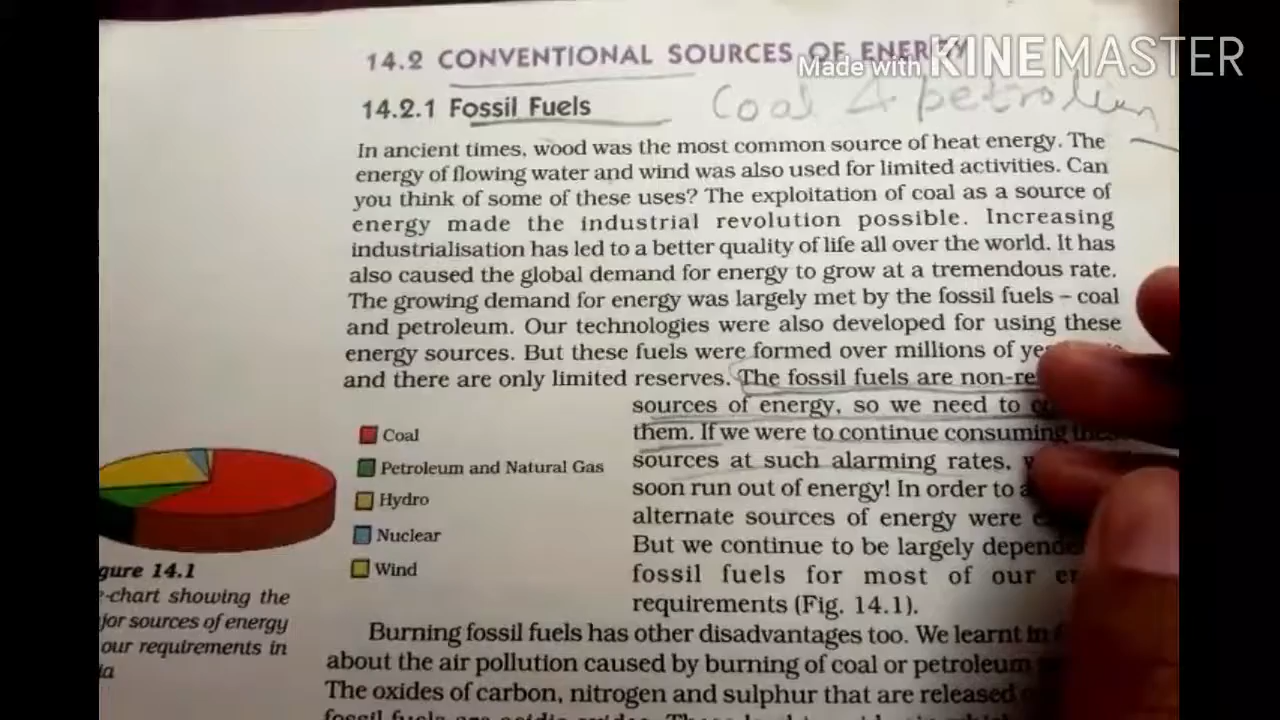 14.2 CONVENTIONAL SOURCES OF ENERGY
Made with KINEMASTER
14.2.1 Fossil Fuels
Coal & petroleum
In ancient times, wood was the most common source of heat energy. The
energy of flowing water and wind was also used for limited activities. Can
you think of some of these uses? The exploitation of coal as a source of
energy made the industrial revolution possible. Increasing
industrialisation has led to a better quality of life all over the world. It has
also caused the global demand for energy to grow at a tremendous rate.
The growing demand for energy was largely met by the fossil fuels – coal
and petroleum. Our technologies were also developed for using these
energy sources. But these fuels were formed over millions of
and there are only limited reserves. The fossil fuels are non-re
sources of energy, so we need to
them. If we were to continue consuming these
sources at such alarming rates,
soon run out of energy! In order to
alternate sources of energy were
But we continue to be largely depende
fossil fuels for most of our
requirements (Fig. 14.1).
Coal
Petroleum and Natural Gas
Hydro
Nuclear
Wind
gure 14.1
-chart showing the
jor sources of energy
our requirements in
ia
Burning fossil fuels has other disadvantages too. We learnt in
about the air pollution caused by burning of coal or petroleum
The oxides of carbon, nitrogen and sulphur that are released
fossil fuels are acidic oxides. These lead to